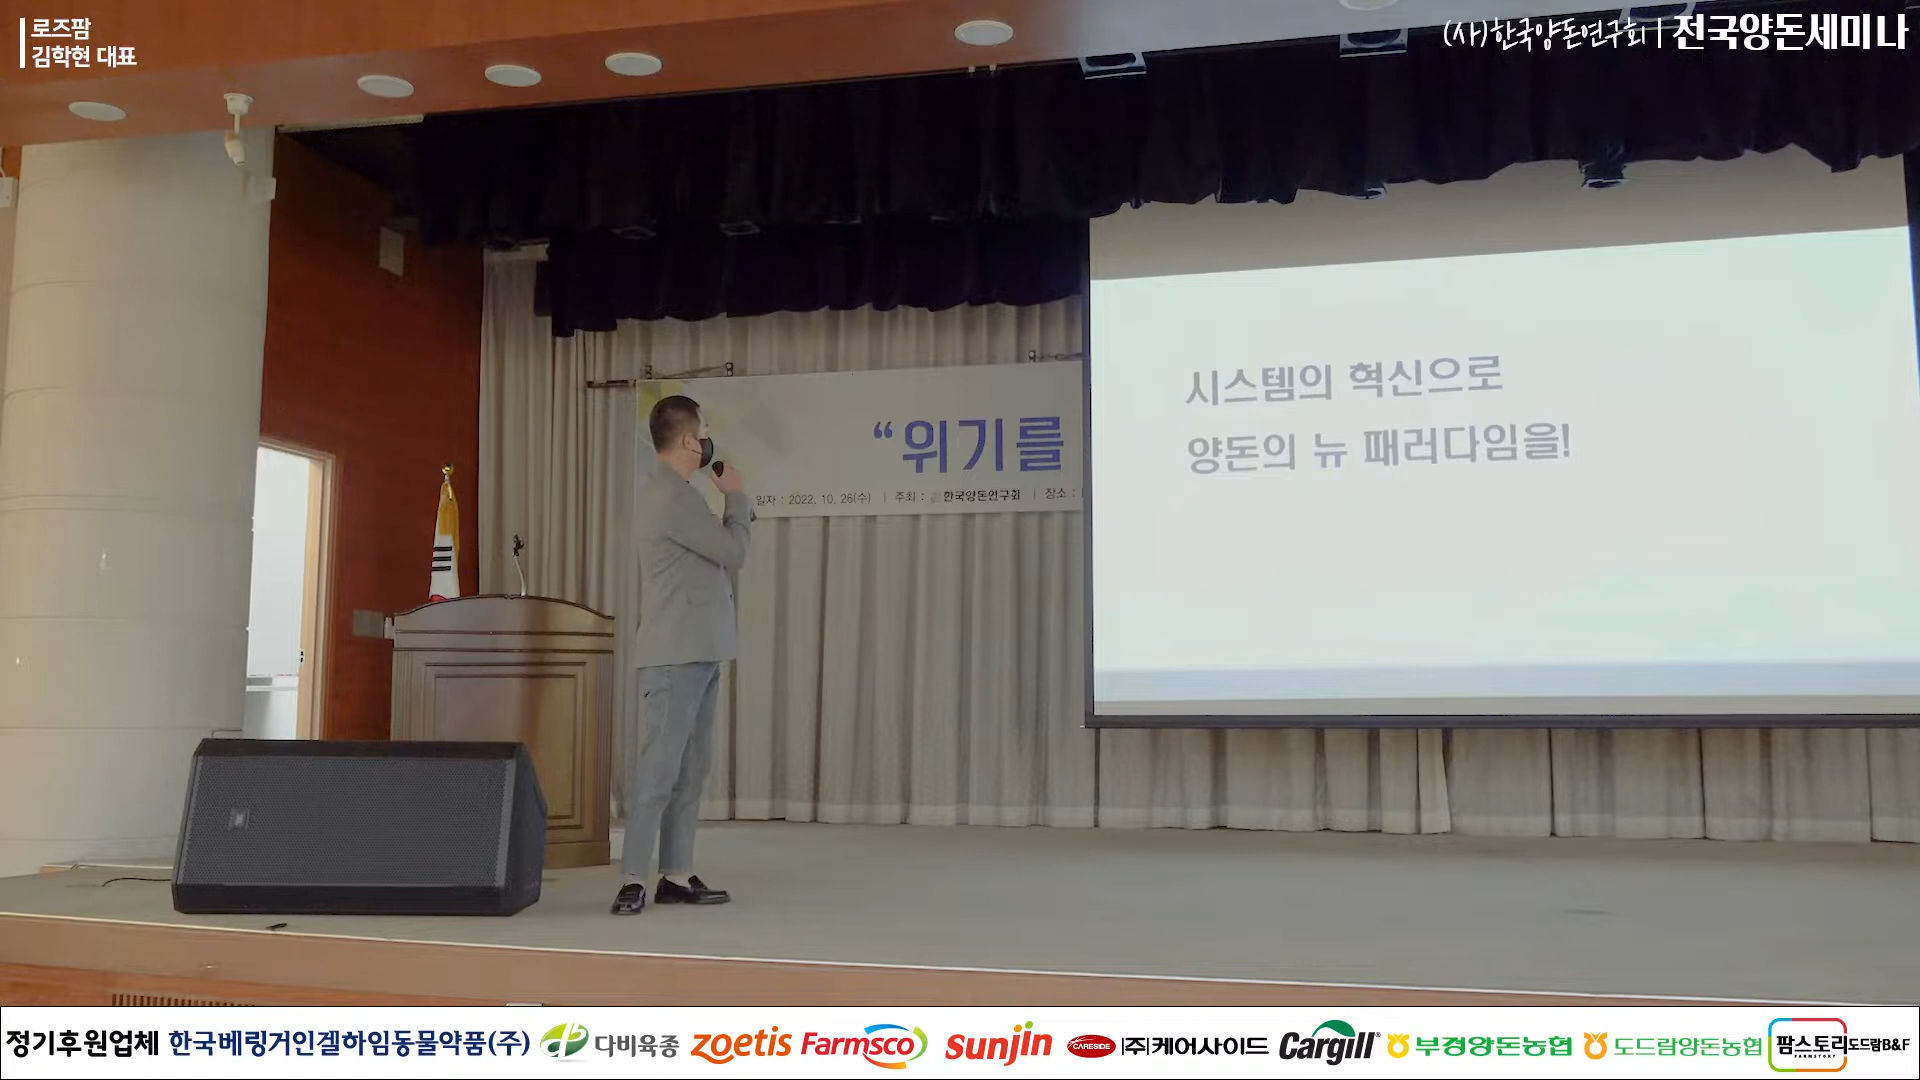 로즈팜
김학현 대표
(사)한국양돈연구회 | 전국양돈세미나
시스템의 혁신으로
양돈의 뉴 패러다임을!
“위기를
일자 : 2022. 10. 26(수) | 주최 : 한국양돈연구회 | 장소 :
정기후원업체 한국베링거인겔하임동물약품(주) 다비육종 zoetis Farmsco sunjin CARESIDE (주)케어사이드 Cargill® 부경양돈농협 도드람양돈농협 팜스토리 FARMSTORY 도드람B&F